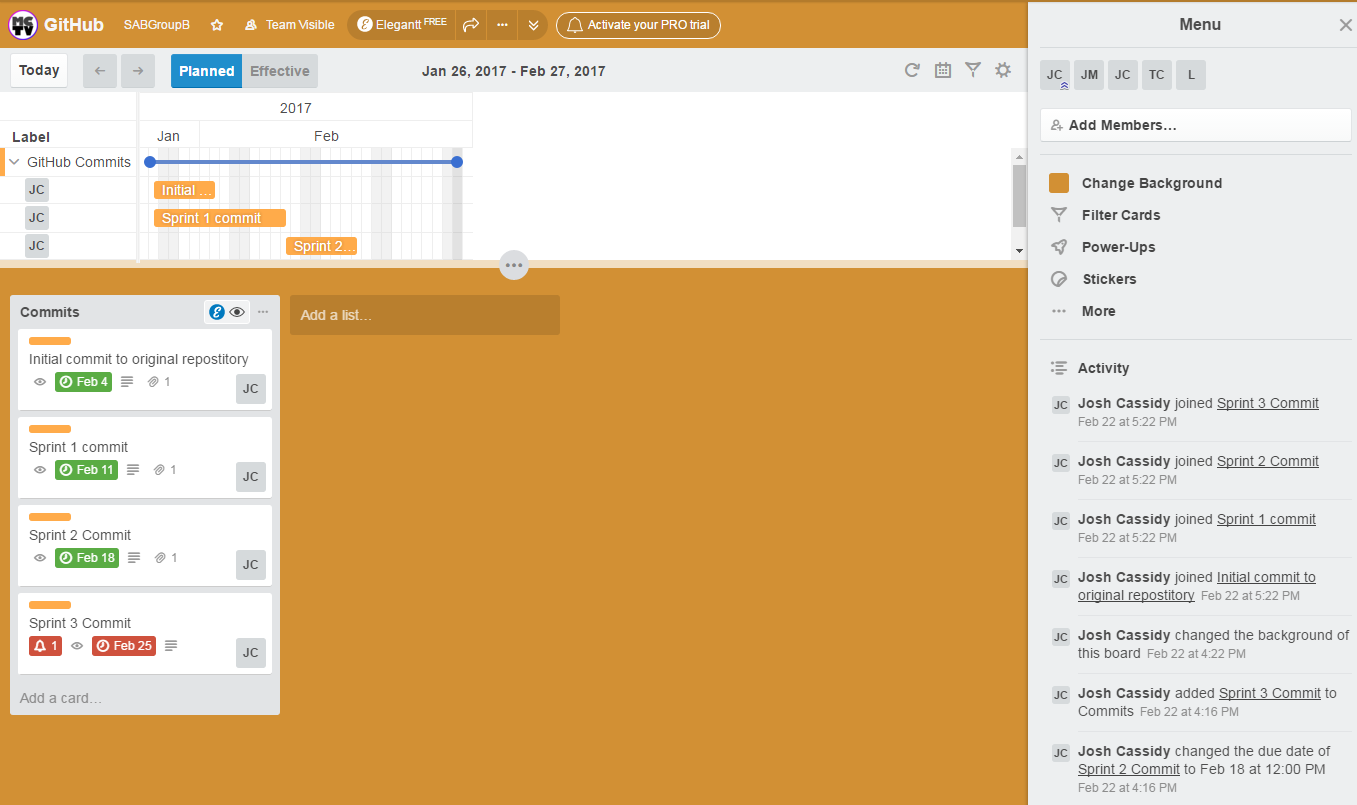 MC TV GitHub SABGroupB Team Visible Elegantt FREE ... Activate your PRO trial
Today ← → Planned Effective Jan 26, 2017 - Feb 27, 2017
2017
Label Jan Feb
GitHub Commits
JC Initial ...
JC Sprint 1 commit
JC Sprint 2...
Commits
Initial commit to original repostitory
Feb 4 1 JC
Sprint 1 commit
Feb 11 1 JC
Sprint 2 Commit
Feb 18 1 JC
Sprint 3 Commit
1 Feb 25 JC
Add a card…
Add a list…
Menu
JC JM JC TC L
Add Members…
Change Background
Filter Cards
Power-Ups
Stickers
More
Activity
JC Josh Cassidy joined Sprint 3 Commit
Feb 22 at 5:22 PM
JC Josh Cassidy joined Sprint 2 Commit
Feb 22 at 5:22 PM
JC Josh Cassidy joined Sprint 1 commit
Feb 22 at 5:22 PM
JC Josh Cassidy joined Initial commit to
original repostitory Feb 22 at 5:22 PM
JC Josh Cassidy changed the background of
this board Feb 22 at 4:22 PM
JC Josh Cassidy added Sprint 3 Commit to
Commits Feb 22 at 4:16 PM
JC Josh Cassidy changed the due date of
Sprint 2 Commit to Feb 18 at 12:00 PM
Feb 22 at 4:16 PM